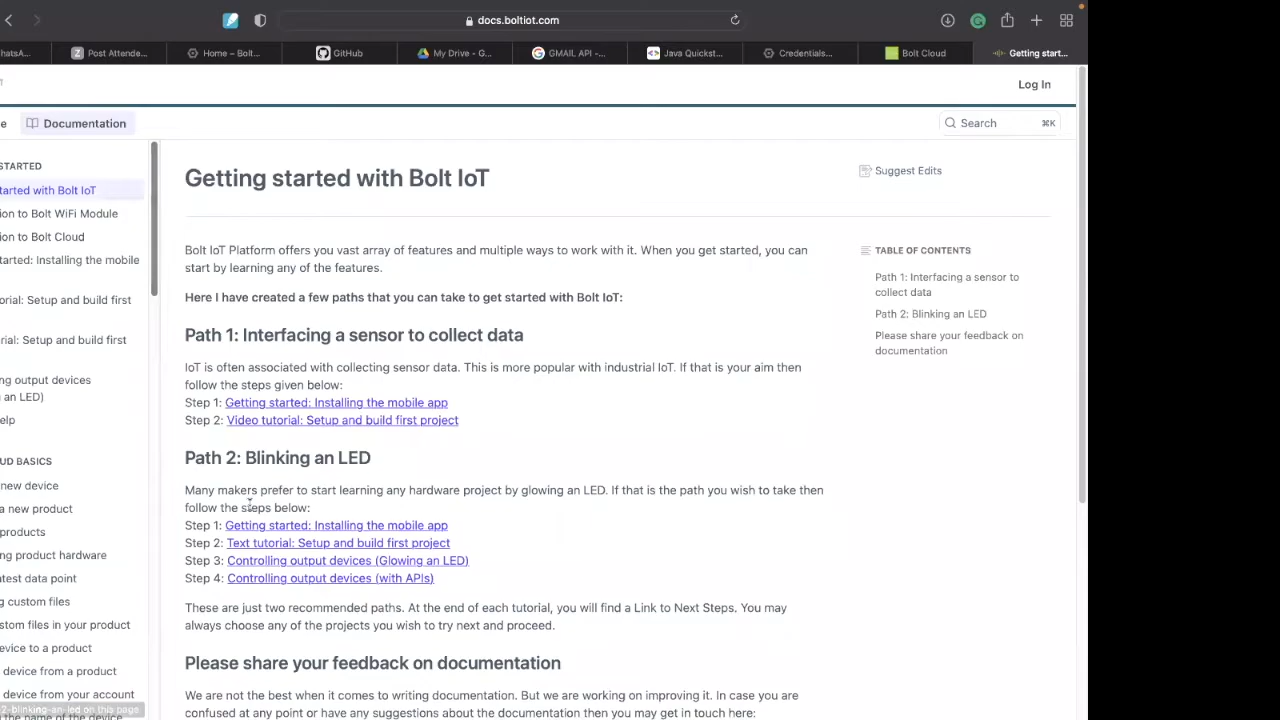 docs.boltiot.com
hatsA...
Post Attende...
Home – Bolt...
GitHub
My Drive - G...
GMAIL API -...
Java Quickst...
Credentials...
Bolt Cloud
Getting start...
Log In
e
Documentation
Search
⌘K
STARTED
tarted with Bolt IoT
ion to Bolt WiFi Module
ion to Bolt Cloud
tarted: Installing the mobile
orial: Setup and build first
rial: Setup and build first
ng output devices
an LED)
elp
UD BASICS
new device
a new product
products
ng product hardware
atest data point
g custom files
stom files in your product
evice to a product
device from a product
device from your account
2-blinking-an-led on this page
Getting started with Bolt IoT
Bolt IoT Platform offers you vast array of features and multiple ways to work with it. When you get started, you can
start by learning any of the features.
Here I have created a few paths that you can take to get started with Bolt IoT:
Path 1: Interfacing a sensor to collect data
IoT is often associated with collecting sensor data. This is more popular with industrial IoT. If that is your aim then
follow the steps given below:
Step 1: Getting started: Installing the mobile app
Step 2: Video tutorial: Setup and build first project
Path 2: Blinking an LED
Many makers prefer to start learning any hardware project by glowing an LED. If that is the path you wish to take then
follow the steps below:
Step 1: Getting started: Installing the mobile app
Step 2: Text tutorial: Setup and build first project
Step 3: Controlling output devices (Glowing an LED)
Step 4: Controlling output devices (with APIs)
These are just two recommended paths. At the end of each tutorial, you will find a Link to Next Steps. You may
always choose any of the projects you wish to try next and proceed.
Please share your feedback on documentation
We are not the best when it comes to writing documentation. But we are working on improving it. In case you are
confused at any point or have any suggestions about the documentation then you may get in touch here:
Suggest Edits
TABLE OF CONTENTS
Path 1: Interfacing a sensor to
collect data
Path 2: Blinking an LED
Please share your feedback on
documentation